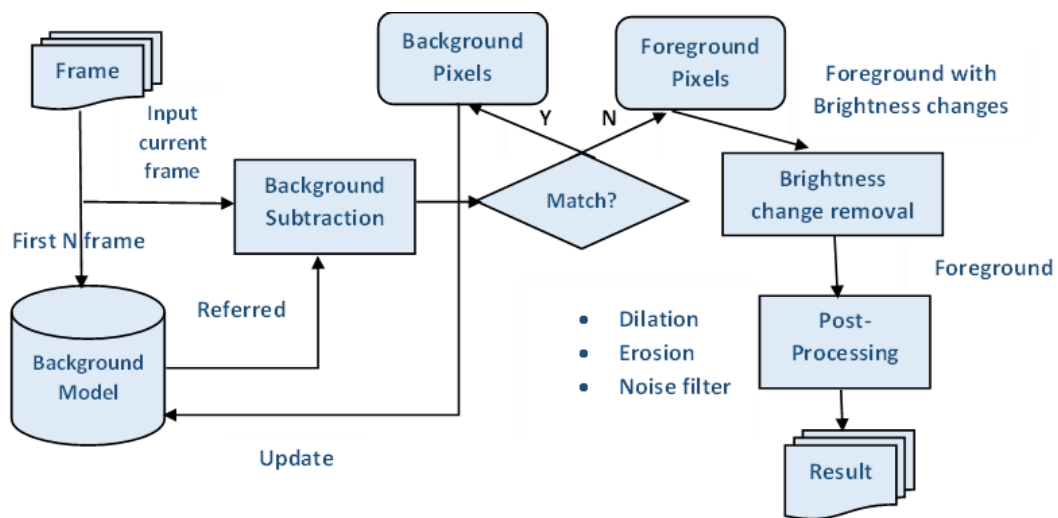 Frame
Input
current
frame
First N frame
Background
Model
Referred
Update
Background
Subtraction
Match?
Y
N
Background
Pixels
Foreground
Pixels
Foreground with
Brightness changes
Brightness
change removal
Foreground
Post-
Processing
• Dilation
• Erosion
• Noise filter
Result